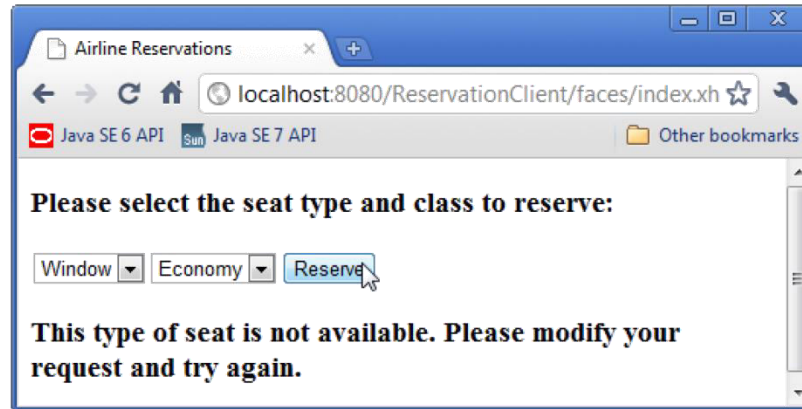 Airline Reservations
localhost:8080/ReservationClient/faces/index.xh
Java SE 6 API Sun Java SE 7 API Other bookmarks
Please select the seat type and class to reserve:
Window Economy Reserve
This type of seat is not available. Please modify your
request and try again.